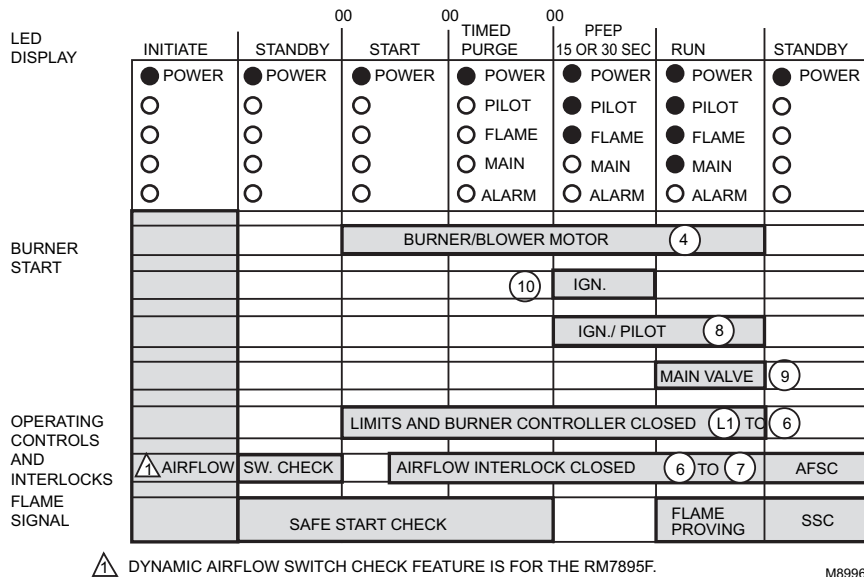 00 00 00
LED
DISPLAY
INITIATE STANDBY START TIMED
PURGE PFEP
15 OR 30 SEC RUN STANDBY
POWER POWER POWER POWER POWER POWER POWER
PILOT PILOT PILOT
FLAME FLAME FLAME
MAIN MAIN MAIN
ALARM ALARM ALARM
BURNER
START
BURNER/BLOWER MOTOR 4
10 IGN.
IGN./ PILOT 8
MAIN VALVE 9
OPERATING
CONTROLS
AND
INTERLOCKS
LIMITS AND BURNER CONTROLLER CLOSED L1 TO 6
1 AIRFLOW SW. CHECK AIRFLOW INTERLOCK CLOSED 6 TO 7 AFSC
FLAME
SIGNAL
SAFE START CHECK FLAME
PROVING SSC
1 DYNAMIC AIRFLOW SWITCH CHECK FEATURE IS FOR THE RM7895F.
M8996